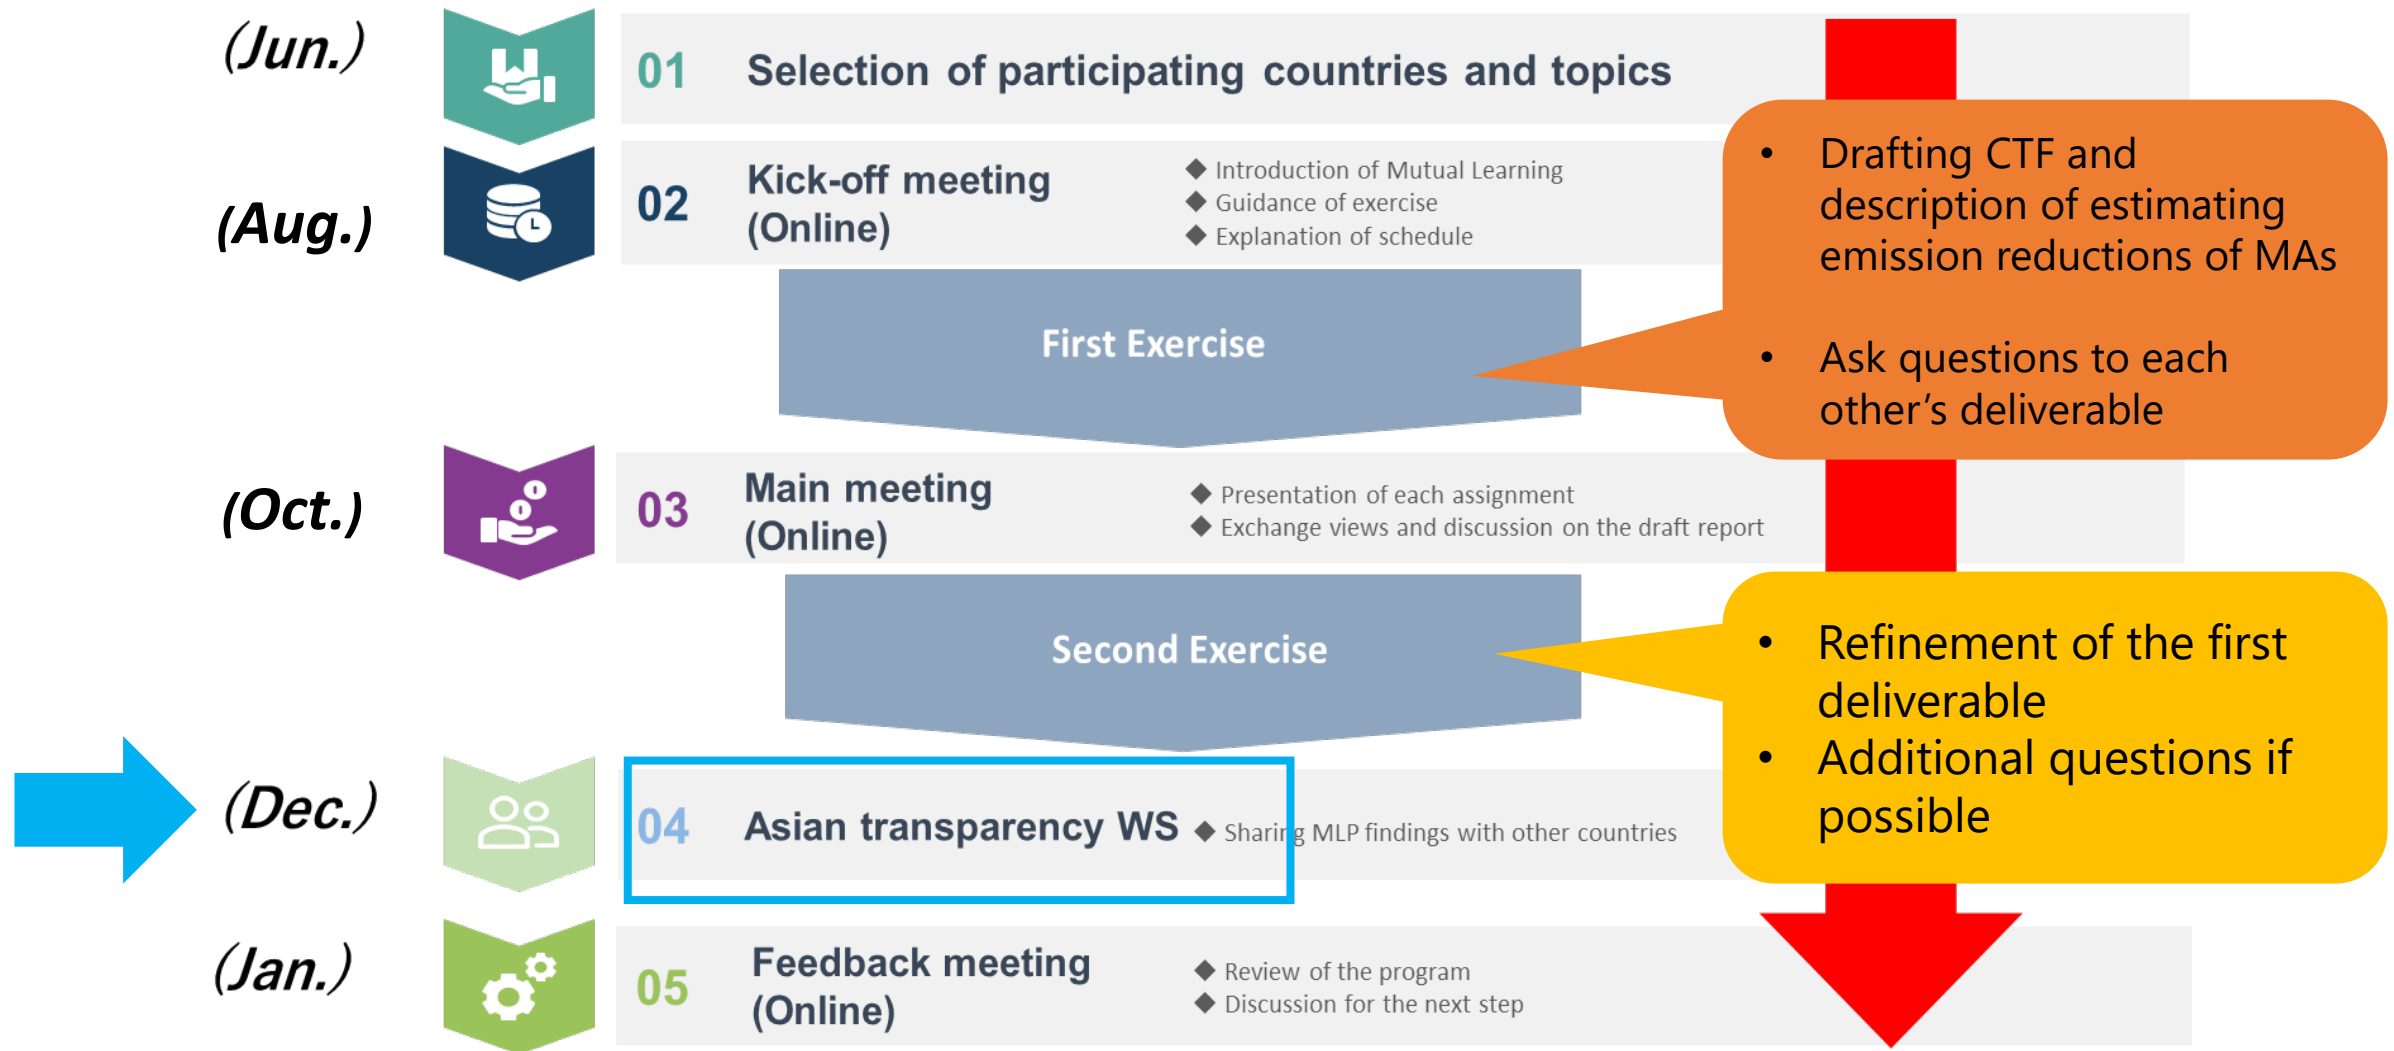 (Jun.)
01
Selection of participating countries and topics
(Aug.)
02
Kick-off meeting
(Online)
◆ Introduction of Mutual Learning
◆ Guidance of exercise
◆ Explanation of schedule
First Exercise
• Drafting CTF and
description of estimating
emission reductions of MAs
• Ask questions to each
other’s deliverable
(Oct.)
03
Main meeting
(Online)
◆ Presentation of each assignment
◆ Exchange views and discussion on the draft report
Second Exercise
• Refinement of the first
deliverable
• Additional questions if
possible
(Dec.)
04
Asian transparency WS
◆ Sharing MLP findings with other countries
(Jan.)
05
Feedback meeting
(Online)
◆ Review of the program
◆ Discussion for the next step